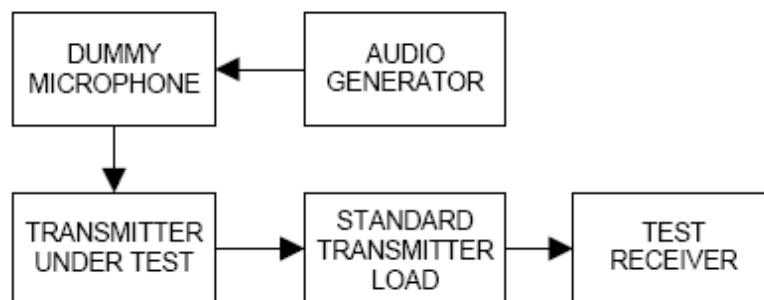 DUMMY
MICROPHONE
AUDIO
GENERATOR
TRANSMITTER
UNDER TEST
STANDARD
TRANSMITTER
LOAD
TEST
RECEIVER